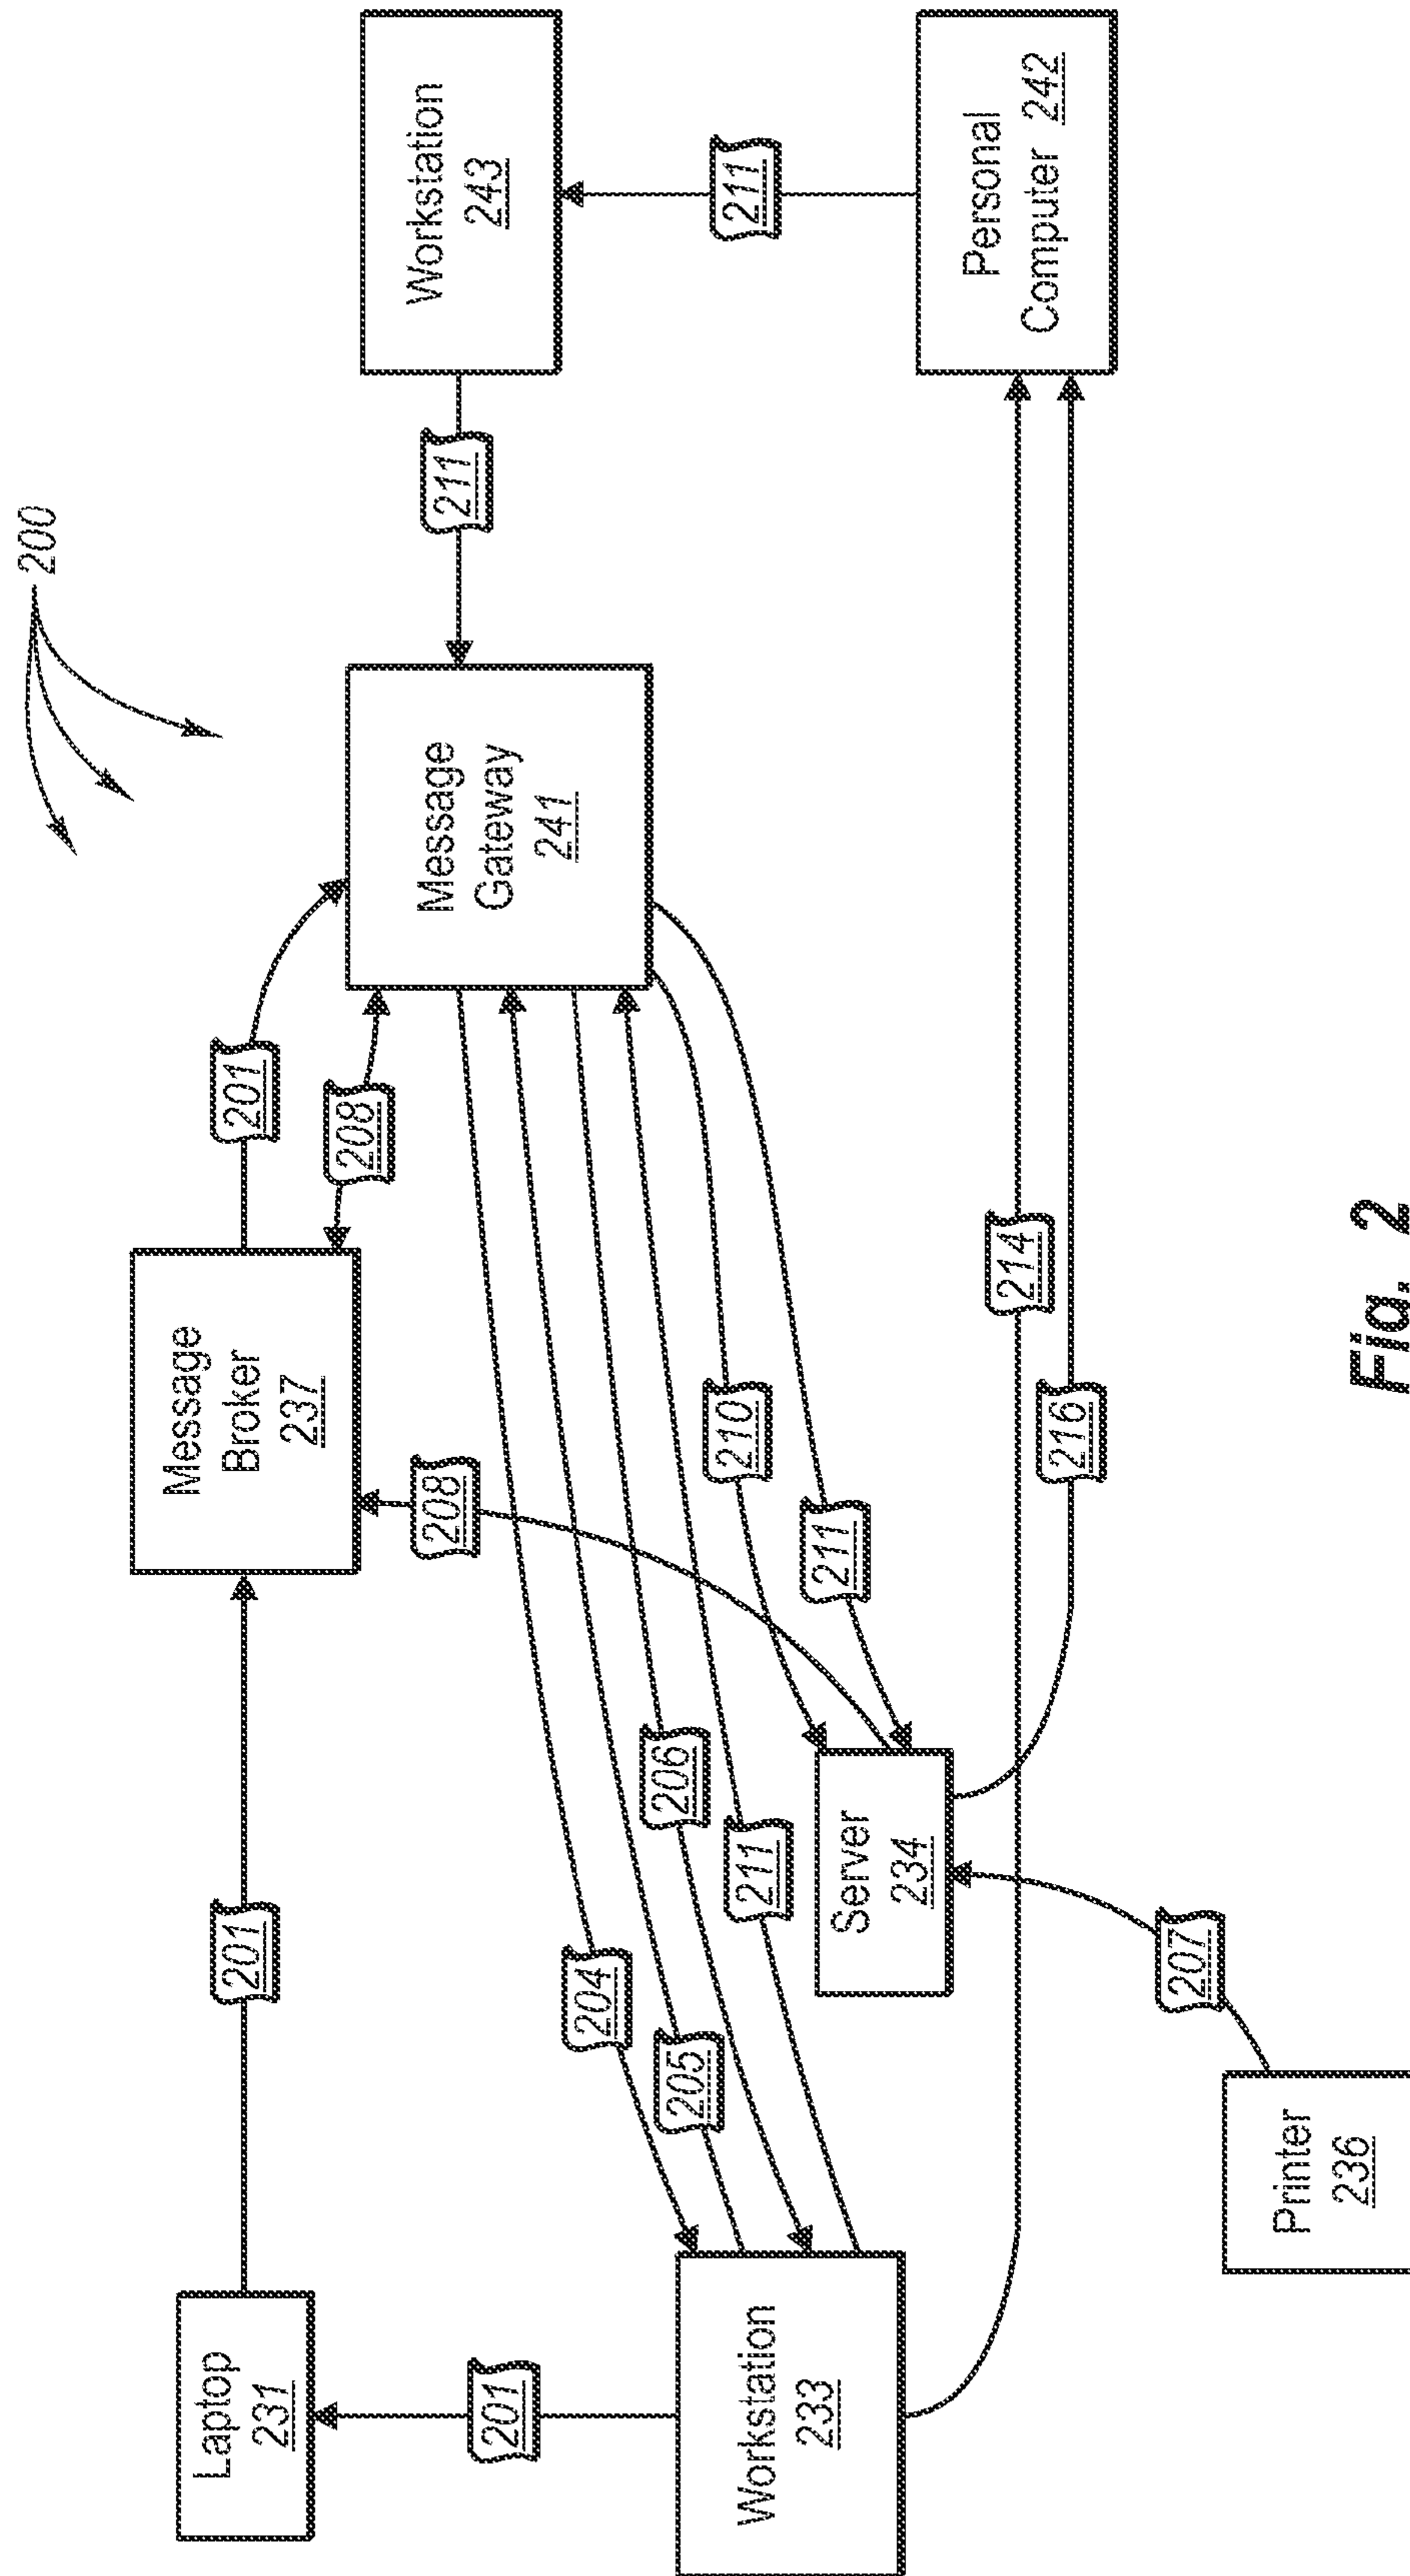 200
Laptop
231
201
Message
Broker
237
201
208
Message
Gateway
241
211
Workstation
243
201
208
204
205
206
211
210
211
211
Workstation
233
Server
234
214
216
Personal
Computer 242
207
Printer
236
Fig. 2